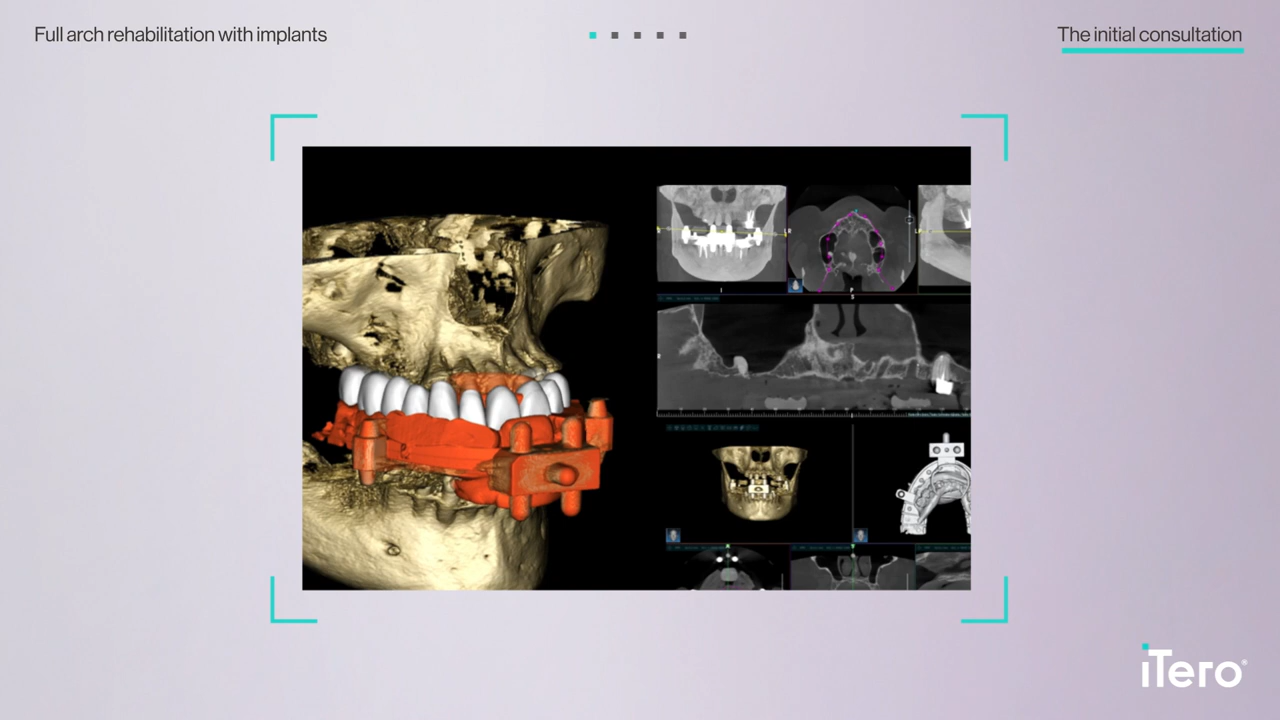 Full arch rehabilitation with implants
The initial consultation
iTero®